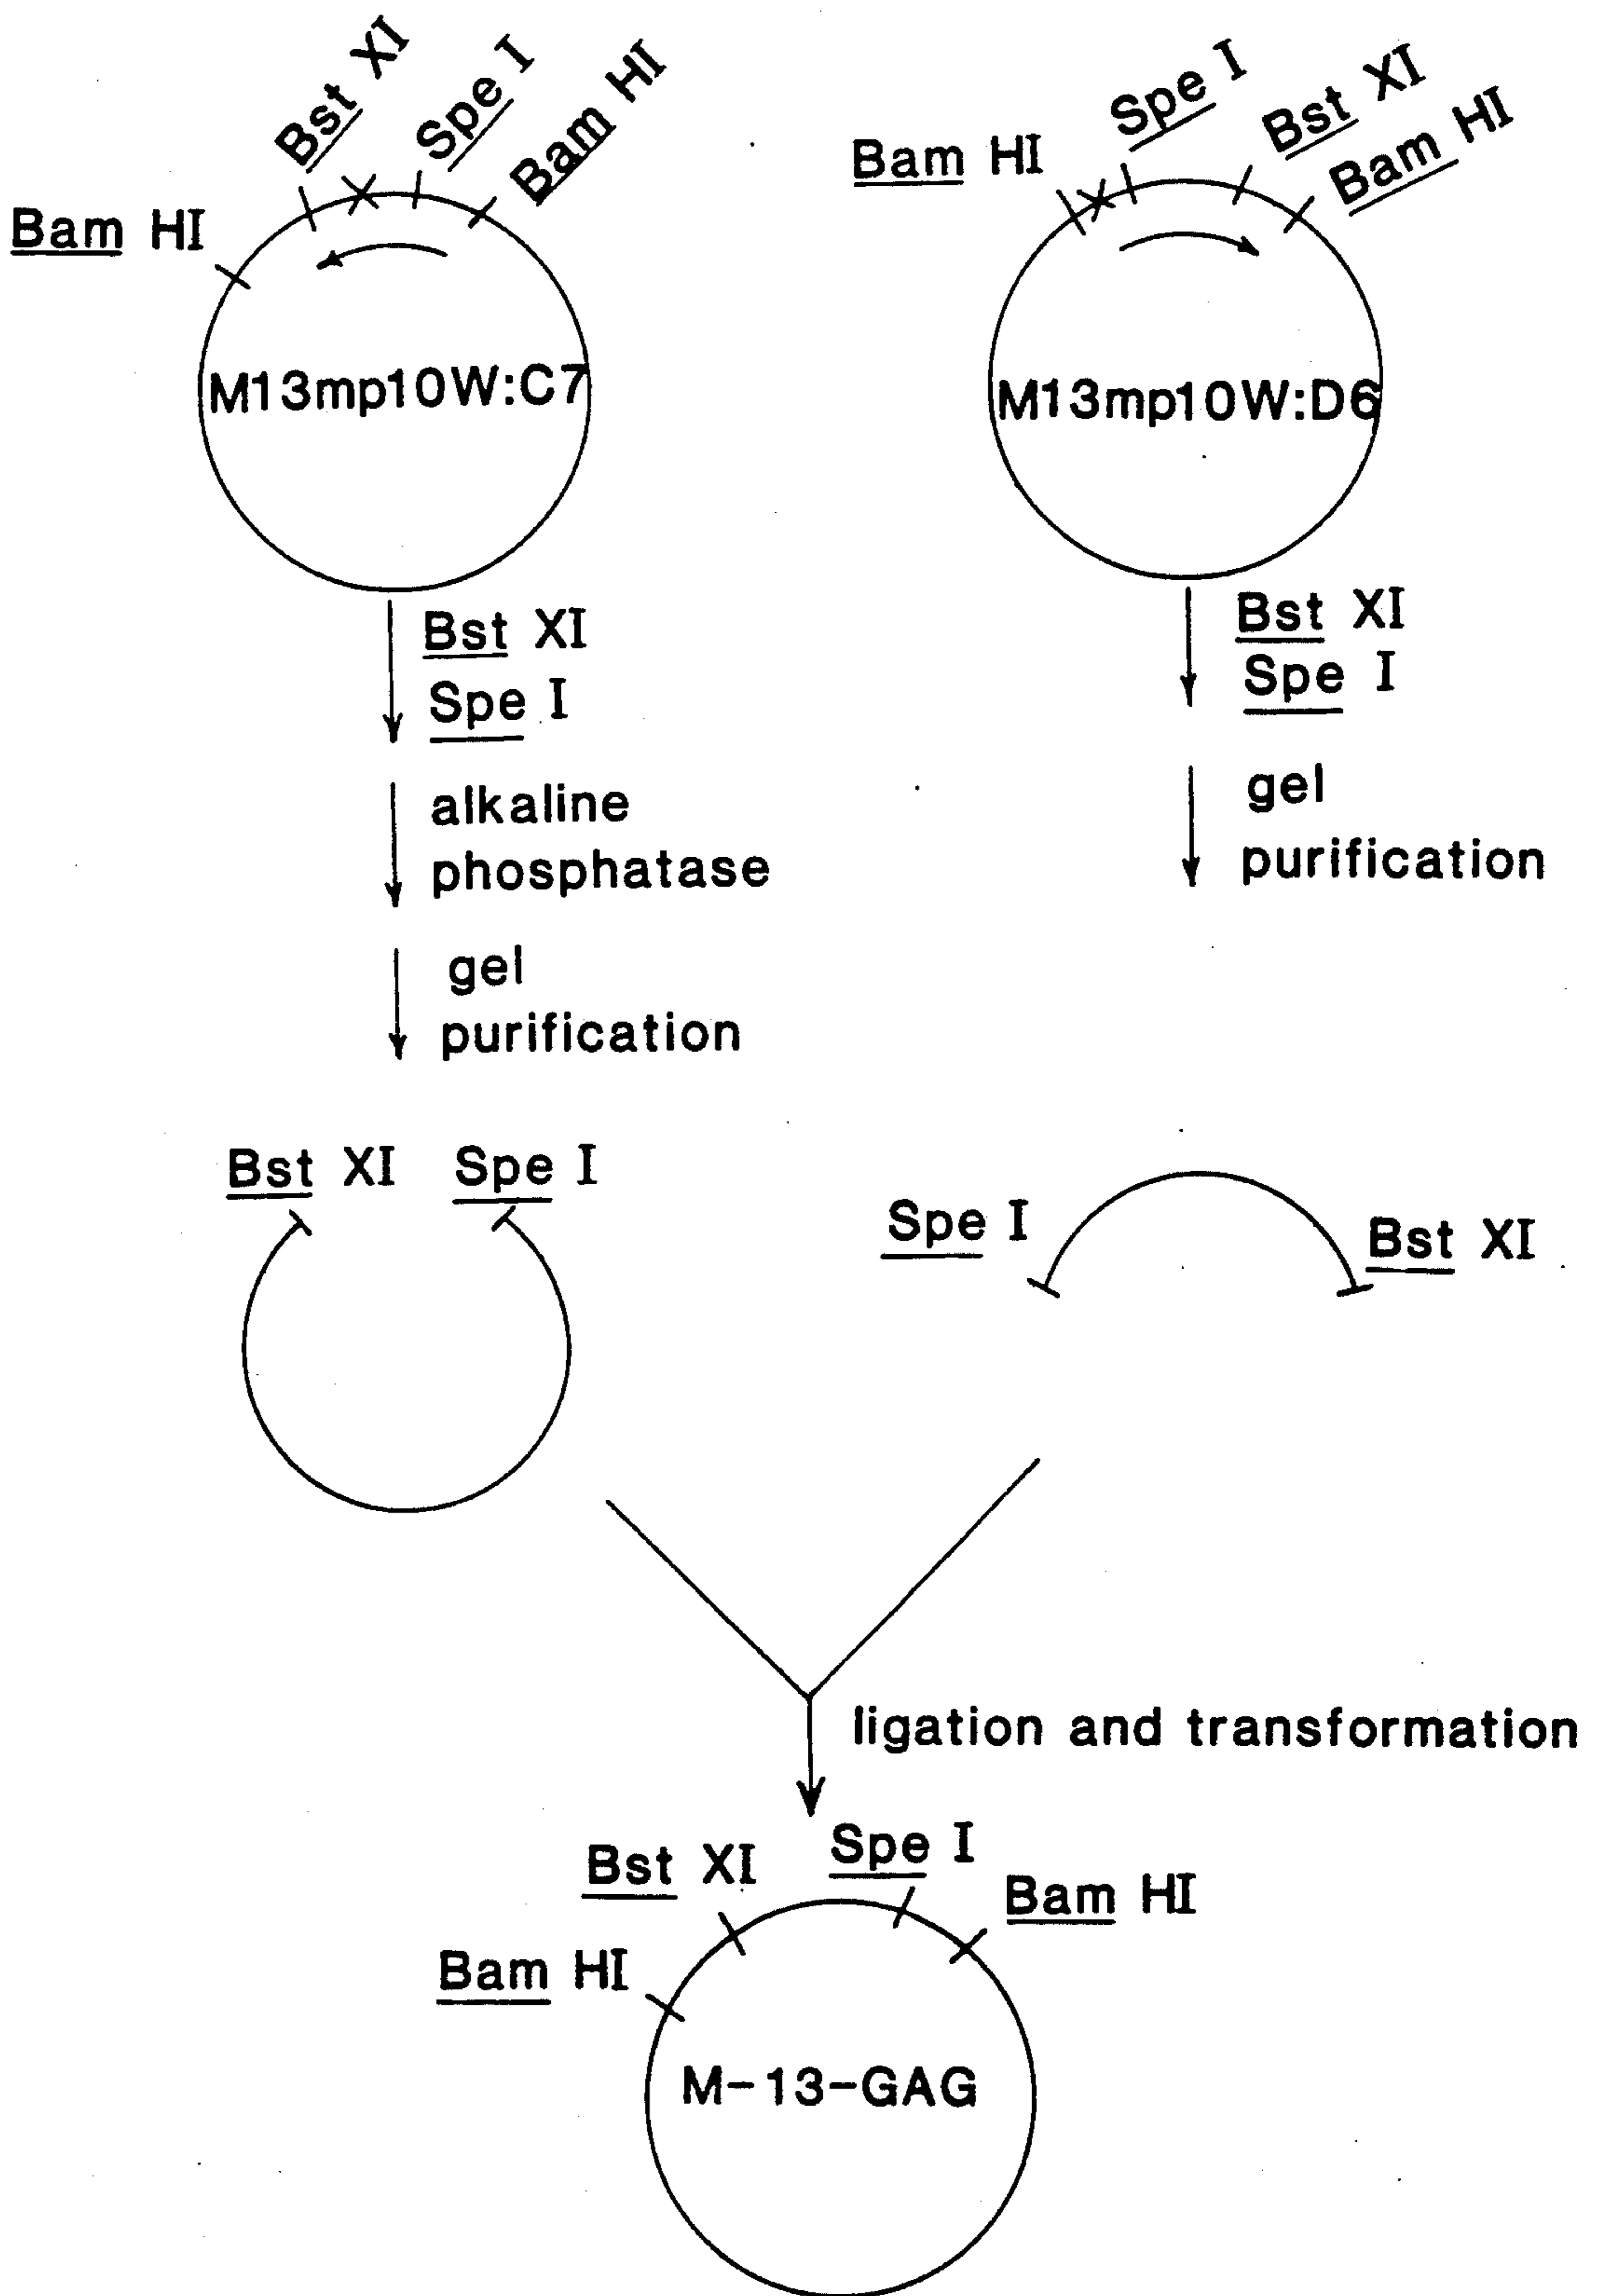 Bst XI
Spe I
Bam HI
Bam HI
M13mp10W:C7
Spe I
Bst XI
Bam HI
Bam HI
M13mp10W:D6
Bst XI
Spe I
alkaline
phosphatase
gel
purification
Bst XI
Spe I
gel
purification
Bst XI
Spe I
Spe I
Bst XI
ligation and transformation
Bst XI
Spe I
Bam HI
Bam HI
M-13-GAG